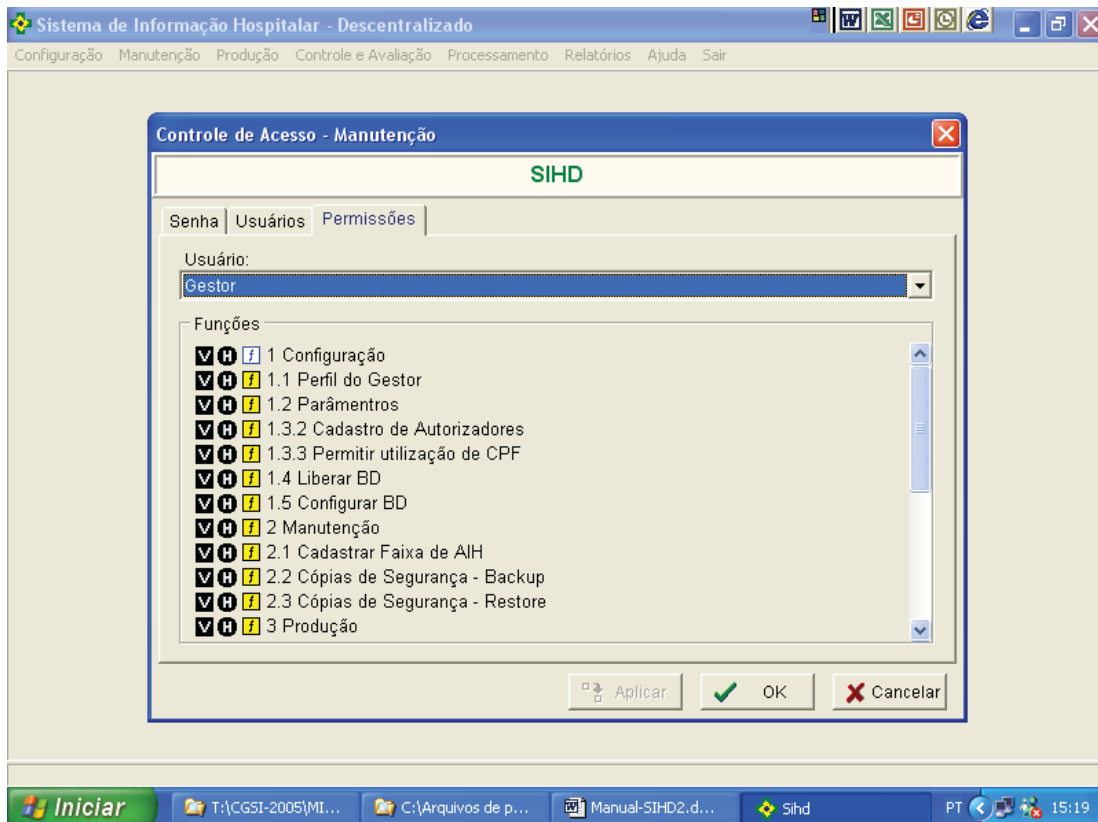 Sistema de Informação Hospitalar - Descentralizado
Configuração Manutenção Produção Controle e Avaliação Processamento Relatórios Ajuda Sair
Controle de Acesso - Manutenção
SIHD
Senha Usuários Permissões
Usuário:
Gestor
Funções
V H f 1 Configuração
V H f 1.1 Perfil do Gestor
V H f 1.2 Parâmentros
V H f 1.3.2 Cadastro de Autorizadores
V H f 1.3.3 Permitir utilização de CPF
V H f 1.4 Liberar BD
V H f 1.5 Configurar BD
V H f 2 Manutenção
V H f 2.1 Cadastrar Faixa de AIH
V H f 2.2 Cópias de Segurança - Backup
V H f 2.3 Cópias de Segurança - Restore
V H f 3 Produção
Aplicar OK Cancelar
Iniciar T:\CGSI-2005\MI... C:\Arquivos de p... Manual-SIHD2.d... Sihd PT 15:19